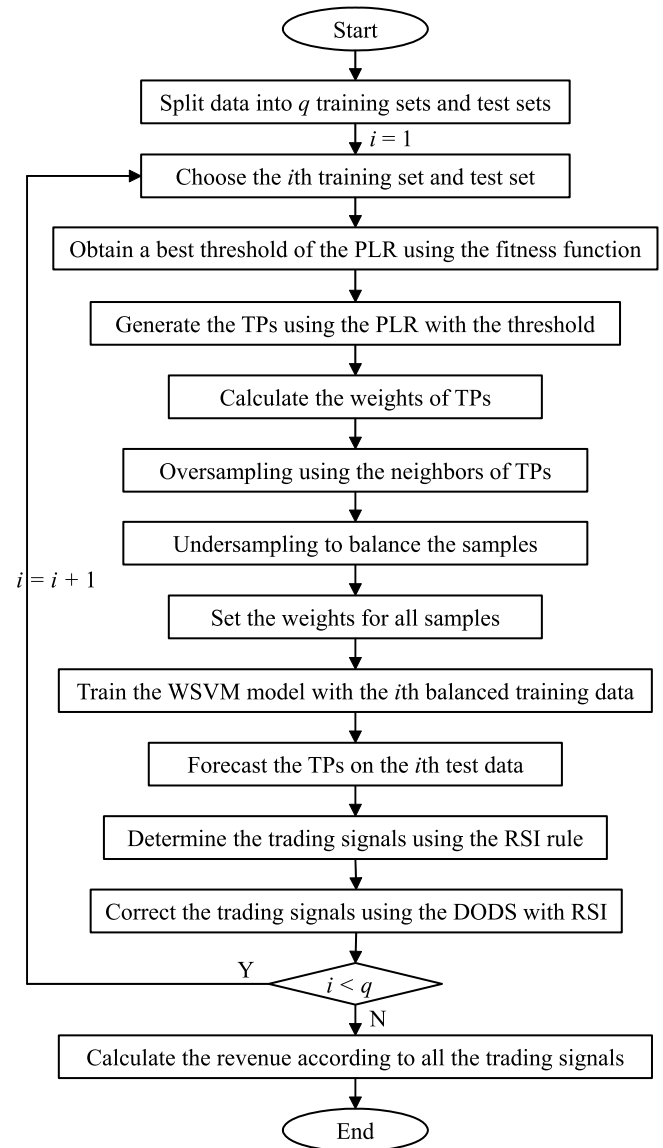 Start
Split data into q training sets and test sets
i = 1
Choose the ith training set and test set
Obtain a best threshold of the PLR using the fitness function
Generate the TPs using the PLR with the threshold
Calculate the weights of TPs
Oversampling using the neighbors of TPs
Undersampling to balance the samples
i = i + 1
Set the weights for all samples
Train the WSVM model with the ith balanced training data
Forecast the TPs on the ith test data
Determine the trading signals using the RSI rule
Correct the trading signals using the DODS with RSI
Y
i < q
N
Calculate the revenue according to all the trading signals
End